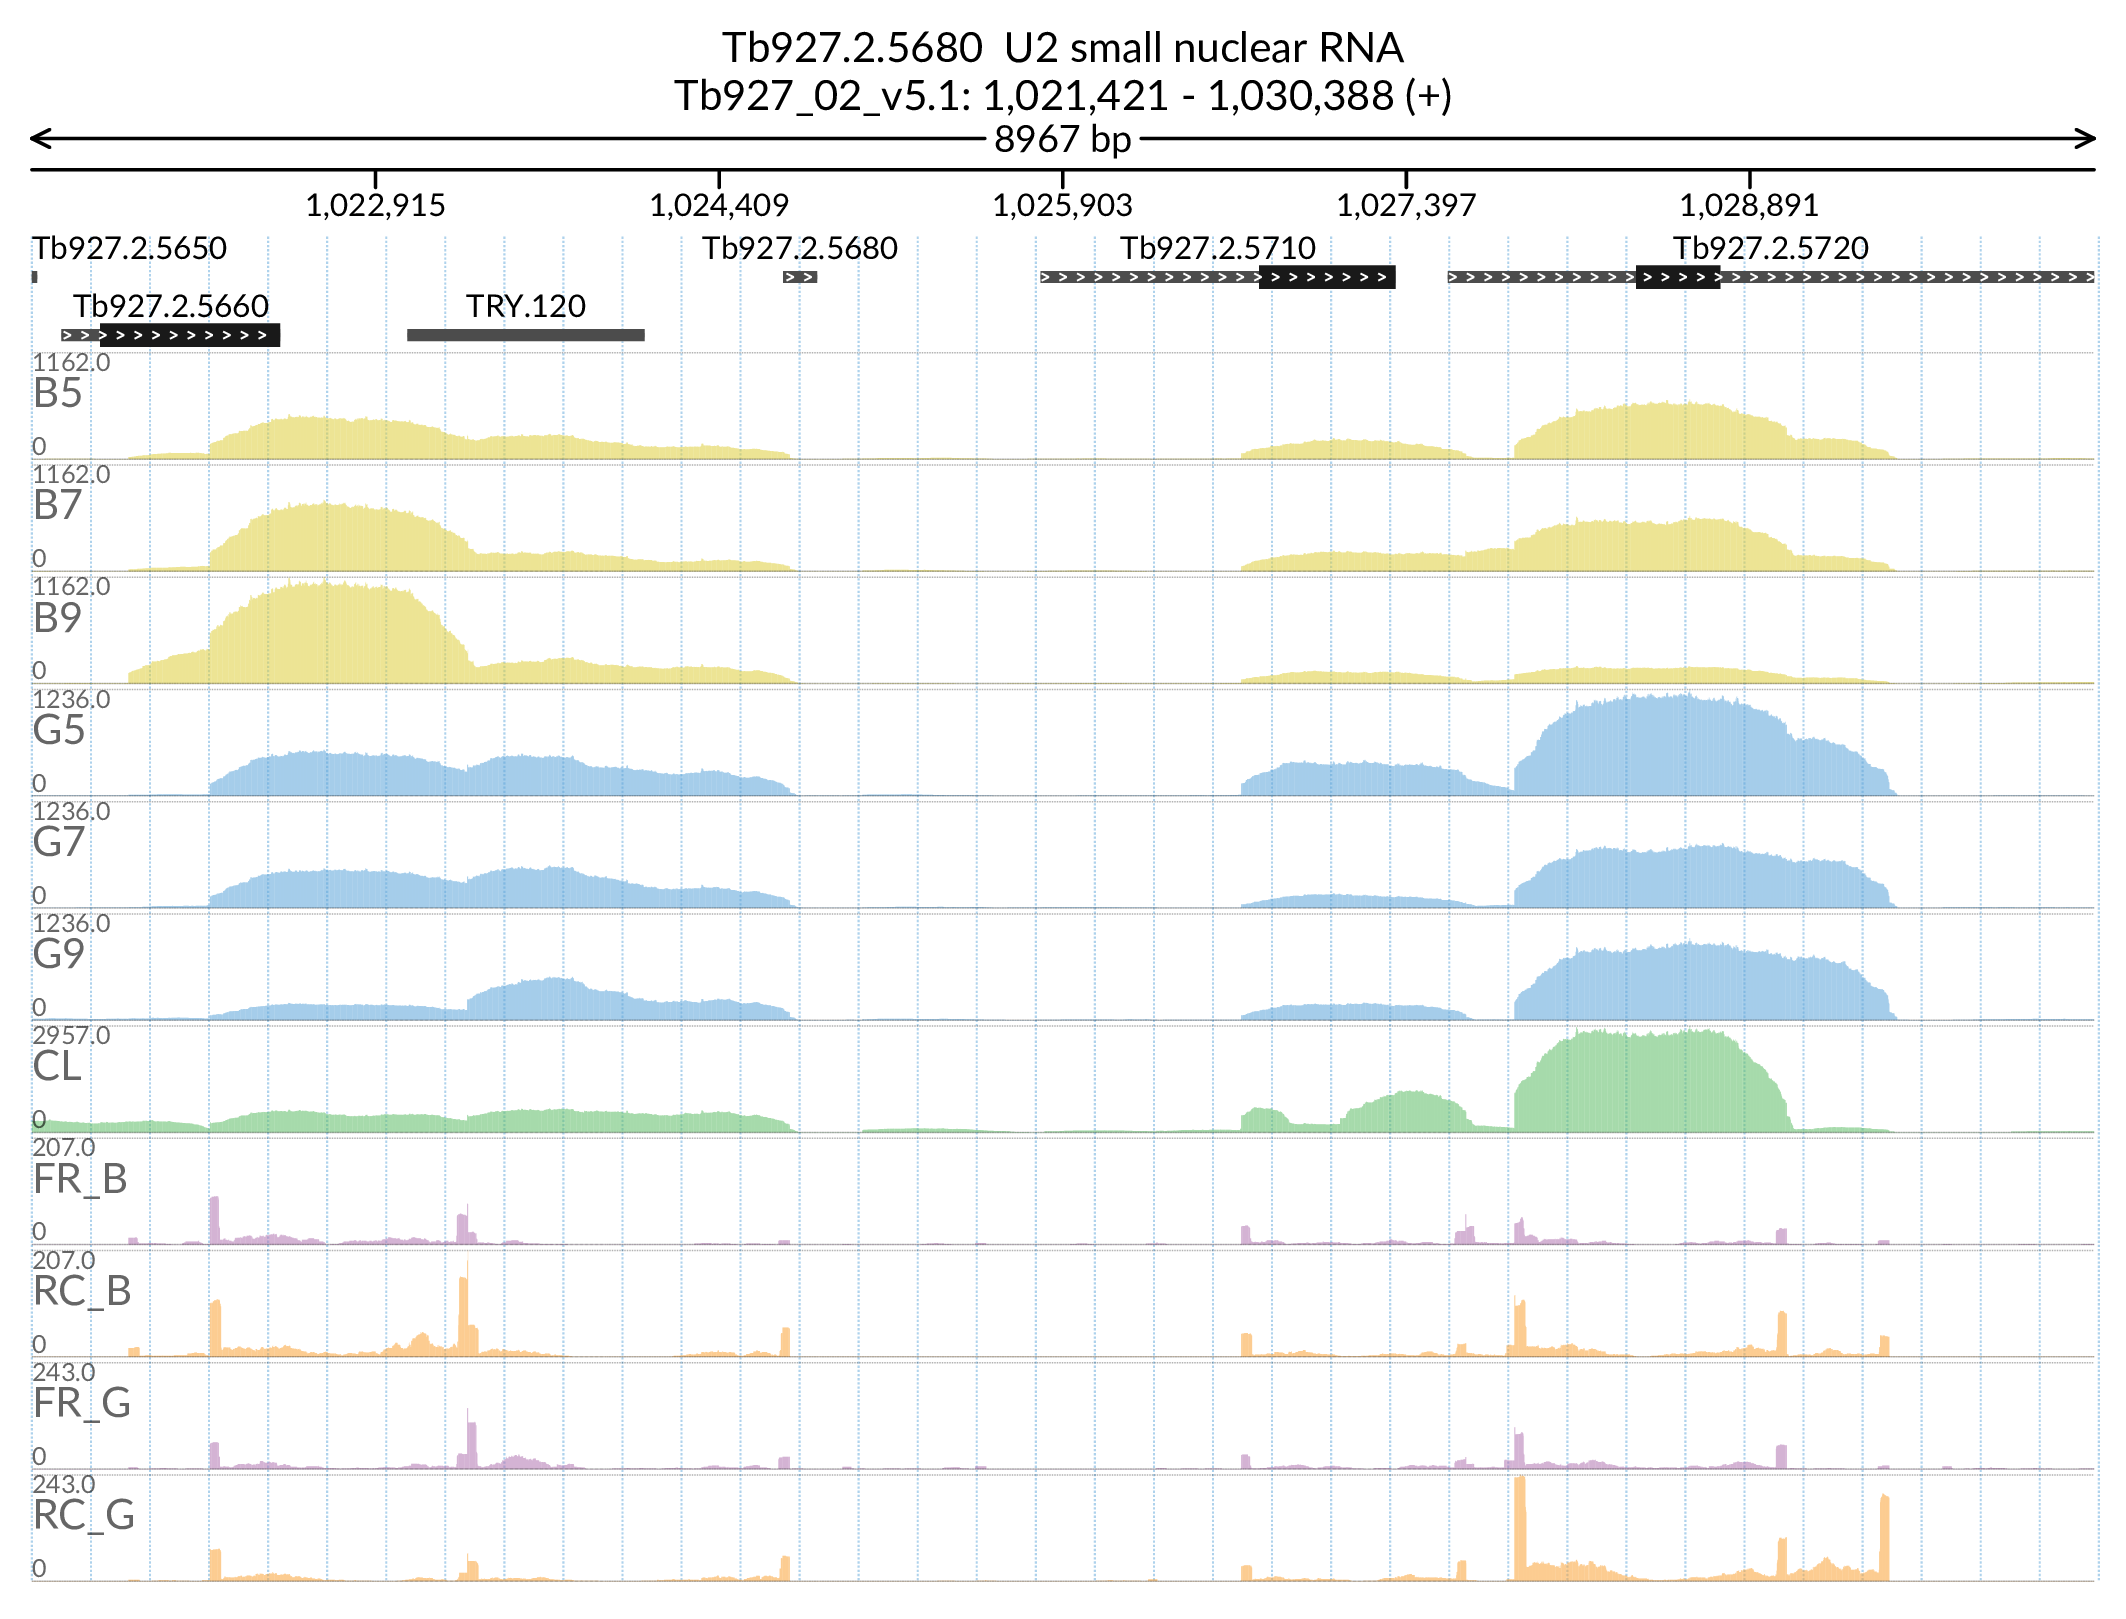 Tb927.2.5680  U2 small nuclear RNA
Tb927_02_v5.1: 1,021,421 - 1,030,388 (+)
8967 bp
1,022,915 1,024,409 1,025,903 1,027,397 1,028,891
Tb927.2.5650 Tb927.2.5680 Tb927.2.5710 Tb927.2.5720
Tb927.2.5660 TRY.120
1162.0
B5
0
1162.0
B7
0
1162.0
B9
0
1236.0
G5
0
1236.0
G7
0
1236.0
G9
0
2957.0
CL
0
207.0
FR_B
0
207.0
RC_B
0
243.0
FR_G
0
243.0
RC_G
0